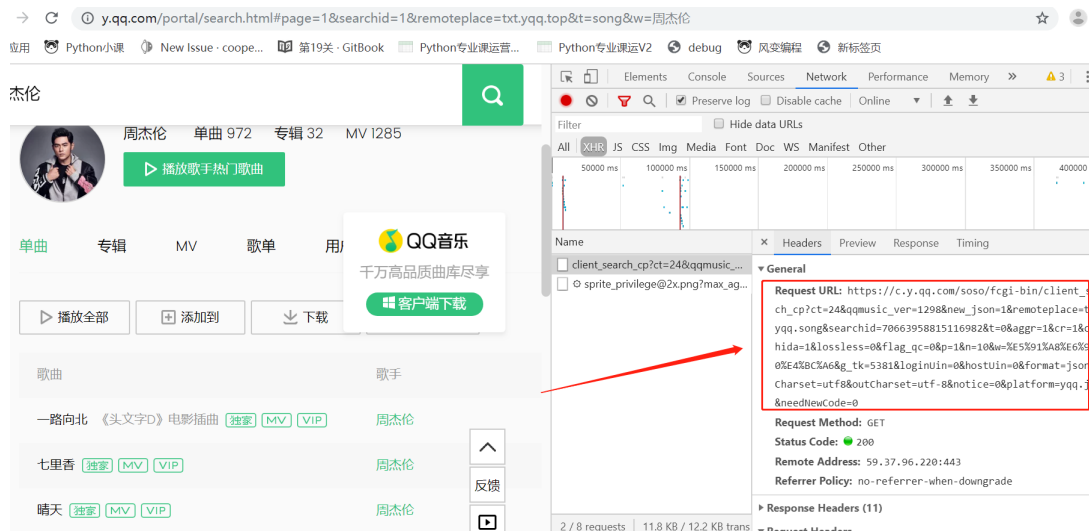 y.qq.com/portal/search.html#page=1&searchid=1&remoteplace=txt.yqq.top&t=song&w=周杰伦
应用 Python小课 New Issue · coope... 第19关 · GitBook Python专业课运营... Python专业课运V2 debug 风变编程 新标签页
杰伦
周杰伦 单曲 972 专辑 32 MV 1285
播放歌手热门歌曲
单曲 专辑 MV 歌单 用户
QQ音乐
千万高品质曲库尽享
客户端下载
播放全部 添加到 下载
歌曲 歌手
一路向北 《头文字D》电影插曲 独家 MV VIP 周杰伦
七里香 独家 MV VIP 周杰伦
晴天 独家 MV VIP 周杰伦
反馈
Elements Console Sources Network Performance Memory » 3
Preserve log Disable cache Online
Filter Hide data URLs
All XHR JS CSS Img Media Font Doc WS Manifest Other
50000 ms 100000 ms 150000 ms 200000 ms 250000 ms 300000 ms 350000 ms 400000
Name
client_search_cp?ct=24&qqmusic_...
sprite_privilege@2x.png?max_ag...
2 / 8 requests 11.8 KB / 12.2 KB trans
× Headers Preview Response Timing
General
Request URL: https://c.y.qq.com/soso/fcgi-bin/client_s
ch_cp?ct=24&qqmusic_ver=1298&new_json=1&remoteplace=t
yqq.song&searchid=70663958815116982&t=0&aggr=1&cr=1&c
hida=1&lossless=0&flag_qc=0&p=1&n=10&w=%E5%91%A8%E6%9
0%E4%BC%A6&g_tk=5381&loginUin=0&hostUin=0&format=json
Charset=utf8&outCharset=utf-8&notice=0&platform=yqq.j
&needNewCode=0
Request Method: GET
Status Code: 200
Remote Address: 59.37.96.220:443
Referrer Policy: no-referrer-when-downgrade
Response Headers (11)